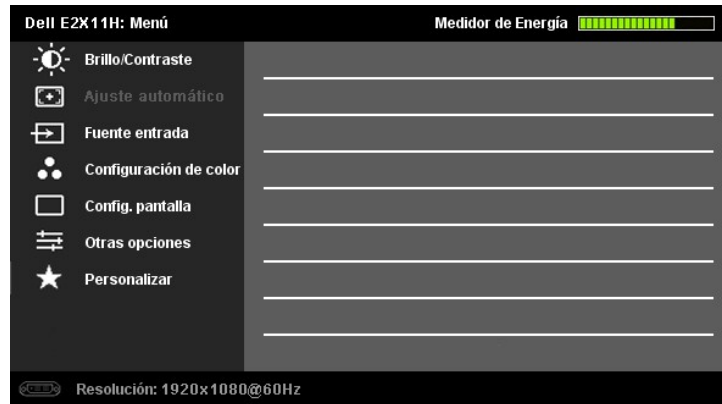 Dell E2X11H: Menú
Medidor de Energía
Brillo/Contraste
Ajuste automático
Fuente entrada
Configuración de color
Config. pantalla
Otras opciones
Personalizar
Resolución: 1920x1080@60Hz